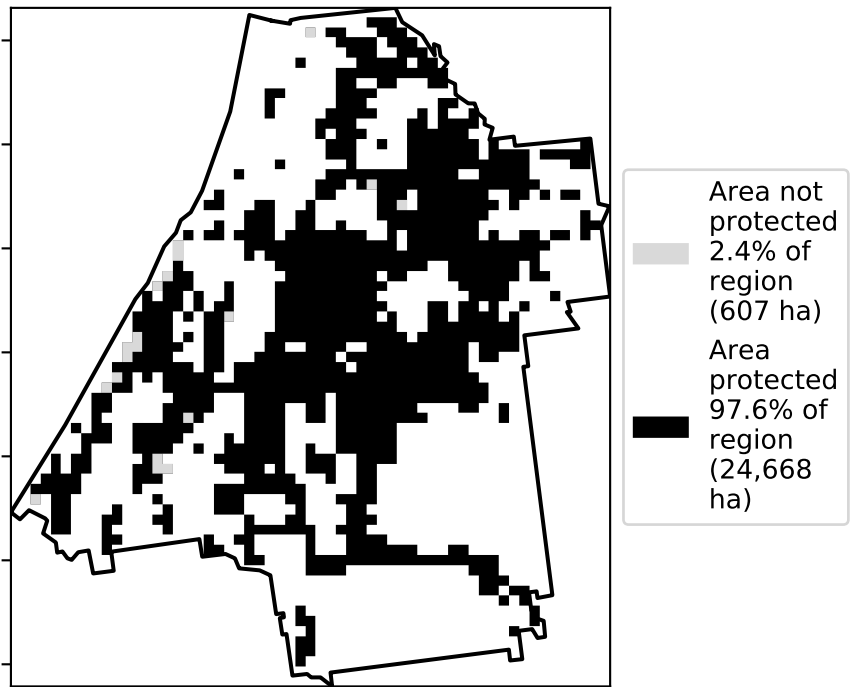 Area not
protected
2.4% of
region
(607 ha)
Area
protected
97.6% of
region
(24,668
ha)